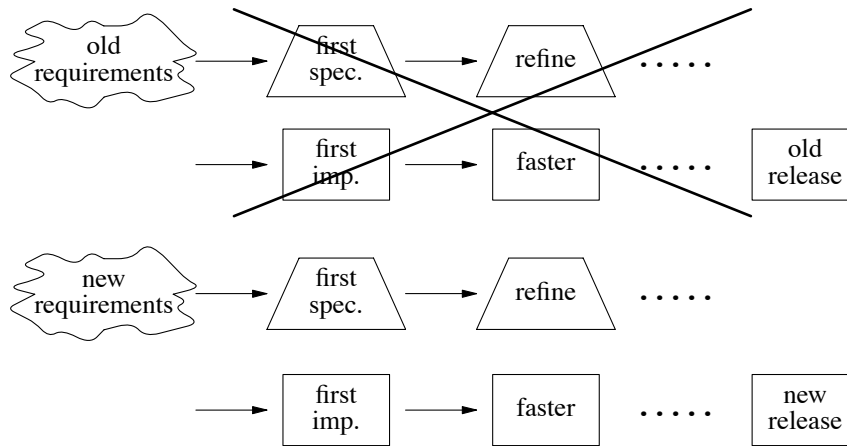 old
requirements
first
spec.
refine
. . . . .
first
imp.
faster
. . . . .
old
release
new
requirements
first
spec.
refine
. . . . .
first
imp.
faster
. . . . .
new
release